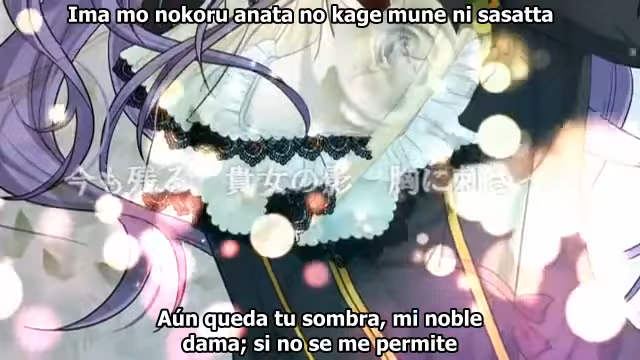 Ima mo nokoru anata no kage mune ni sasatta
今も残る 貴女の影 胸に刺さっ
Aún queda tu sombra, mi noble
dama; si no se me permite